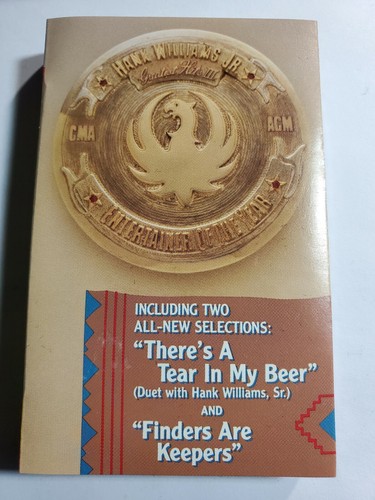 HANK WILLIAMS JR.
Greatest Hits III
CMA
ACM
ENTERTAINER OF THE YEAR
INCLUDING TWO
ALL-NEW SELECTIONS:
"There's A
Tear In My Beer"
(Duet with Hank Williams, Sr.)
AND
"Finders Are
Keepers"